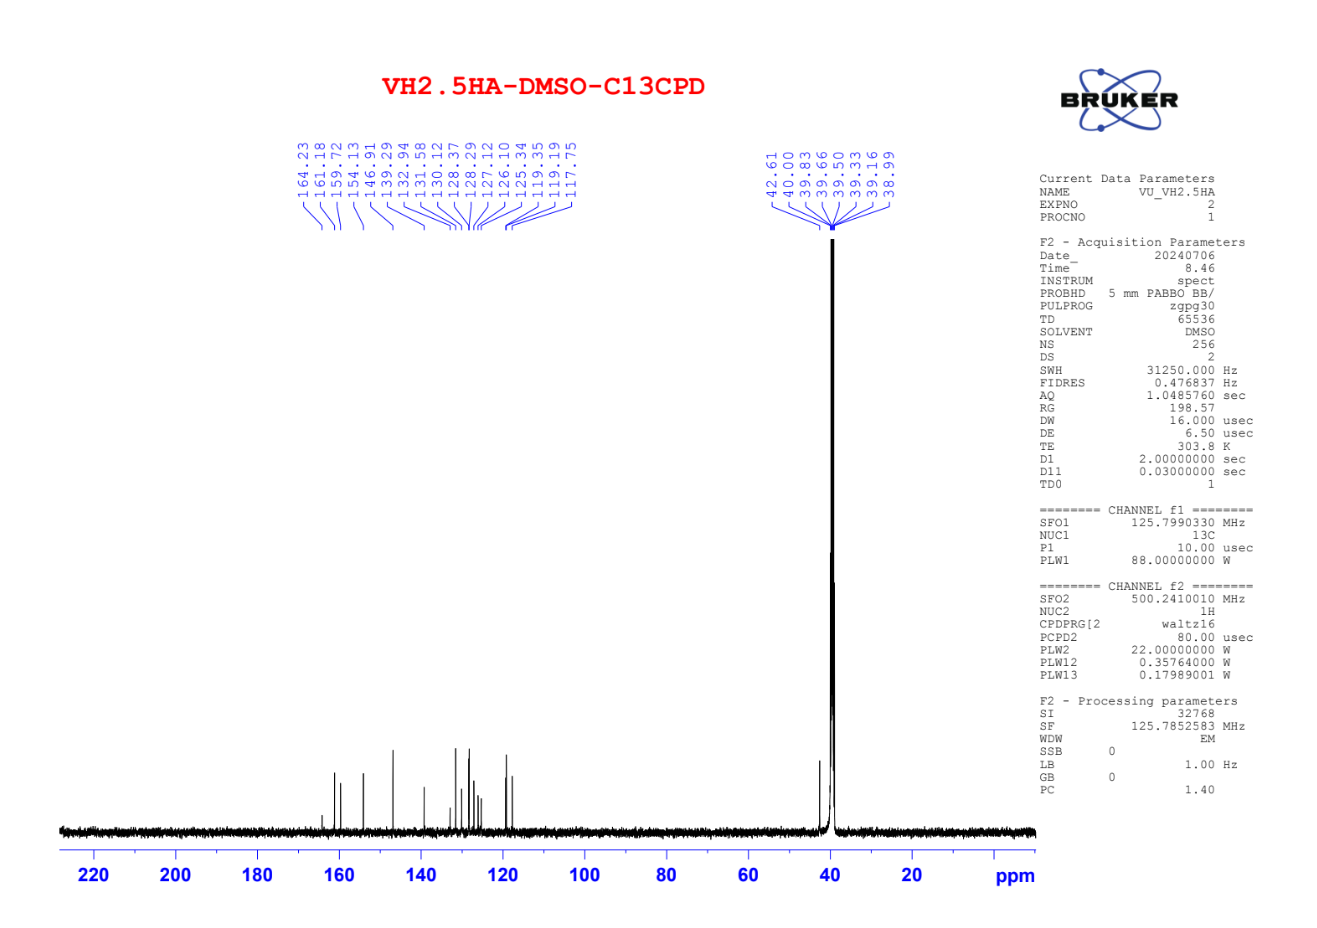 VH2.5HA-DMSO-C13CPD
BRUKER
164.23
161.18
159.72
154.13
146.91
139.29
132.94
131.58
130.12
128.37
128.29
127.12
126.10
125.34
119.35
119.19
117.75
42.61
40.00
39.83
39.66
39.50
39.33
39.16
38.99
Current Data Parameters
NAME VU_VH2.5HA
EXPNO 2
PROCNO 1
F2 - Acquisition Parameters
Date_ 20240706
Time 8.46
INSTRUM spect
PROBHD 5 mm PABBO BB/
PULPROG zgpg30
TD 65536
SOLVENT DMSO
NS 256
DS 2
SWH 31250.000 Hz
FIDRES 0.476837 Hz
AQ 1.0485760 sec
RG 198.57
DW 16.000 usec
DE 6.50 usec
TE 303.8 K
D1 2.00000000 sec
D11 0.03000000 sec
TD0 1
======== CHANNEL f1 ========
SFO1 125.7990330 MHz
NUC1 13C
P1 10.00 usec
PLW1 88.00000000 W
======== CHANNEL f2 ========
SFO2 500.2410010 MHz
NUC2 1H
CPDPRG[2 waltz16
PCPD2 80.00 usec
PLW2 22.00000000 W
PLW12 0.35764000 W
PLW13 0.17989001 W
F2 - Processing parameters
SI 32768
SF 125.7852583 MHz
WDW EM
SSB 0
LB 1.00 Hz
GB 0
PC 1.40
220 200 180 160 140 120 100 80 60 40 20 ppm